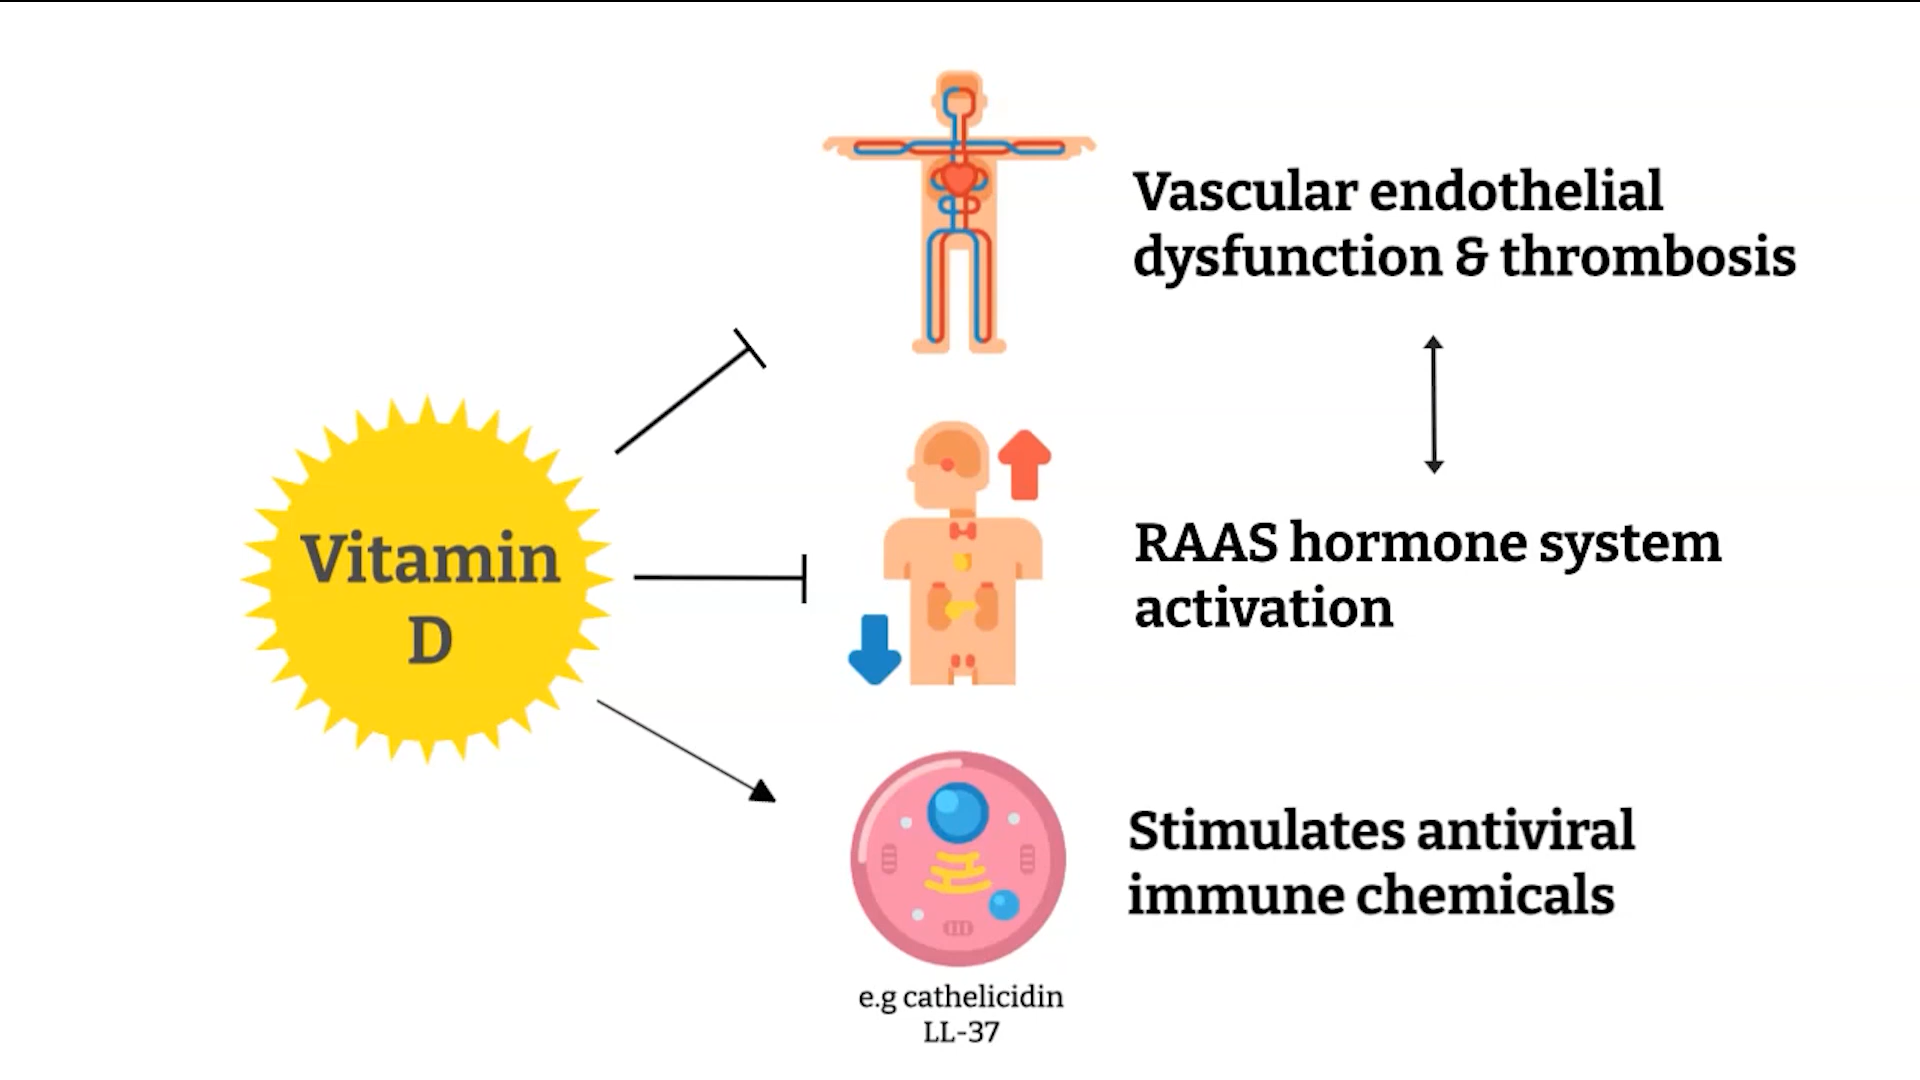 Vascular endothelial
dysfunction & thrombosis
Vitamin
D
RAAS hormone system
activation
Stimulates antiviral
immune chemicals
e.g cathelicidin
LL-37